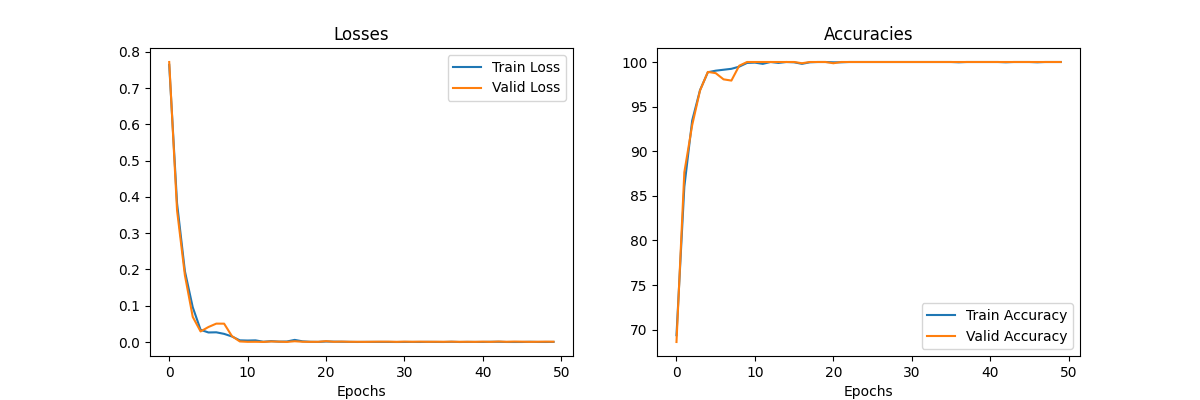 Losses
0.8
0.7
0.6
0.5
0.4
0.3
0.2
0.1
0.0
0 10 20 30 40 50
Epochs
Train Loss
Valid Loss
Accuracies
100
95
90
85
80
75
70
0 10 20 30 40 50
Epochs
Train Accuracy
Valid Accuracy